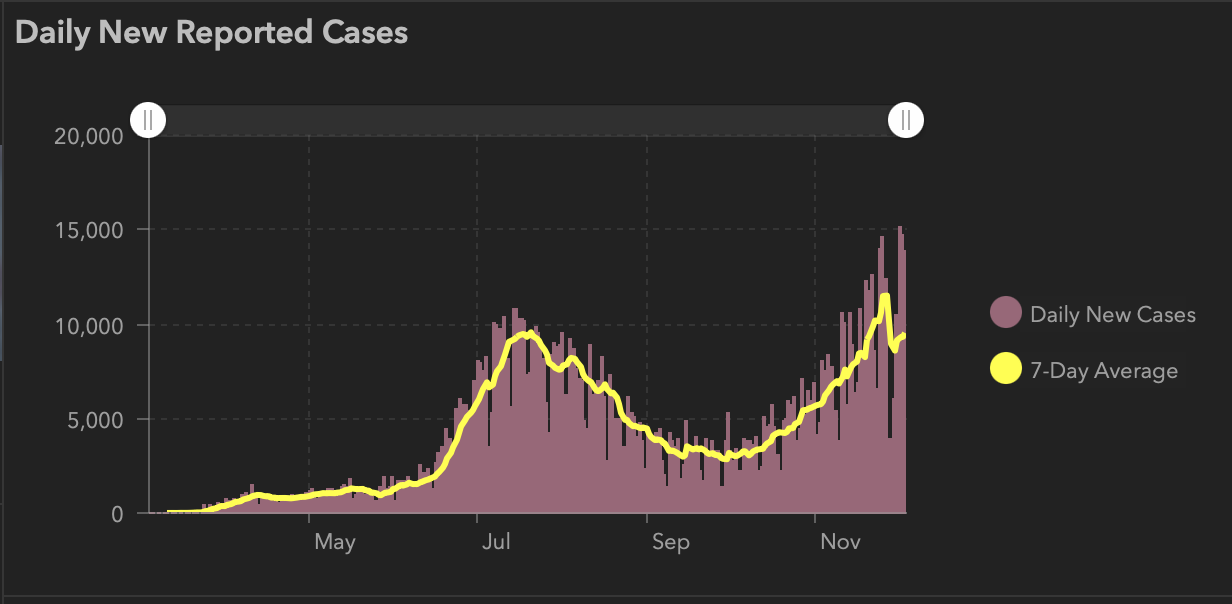 Daily New Reported Cases
20,000
15,000
10,000
5,000
0
May Jul Sep Nov
Daily New Cases
7-Day Average